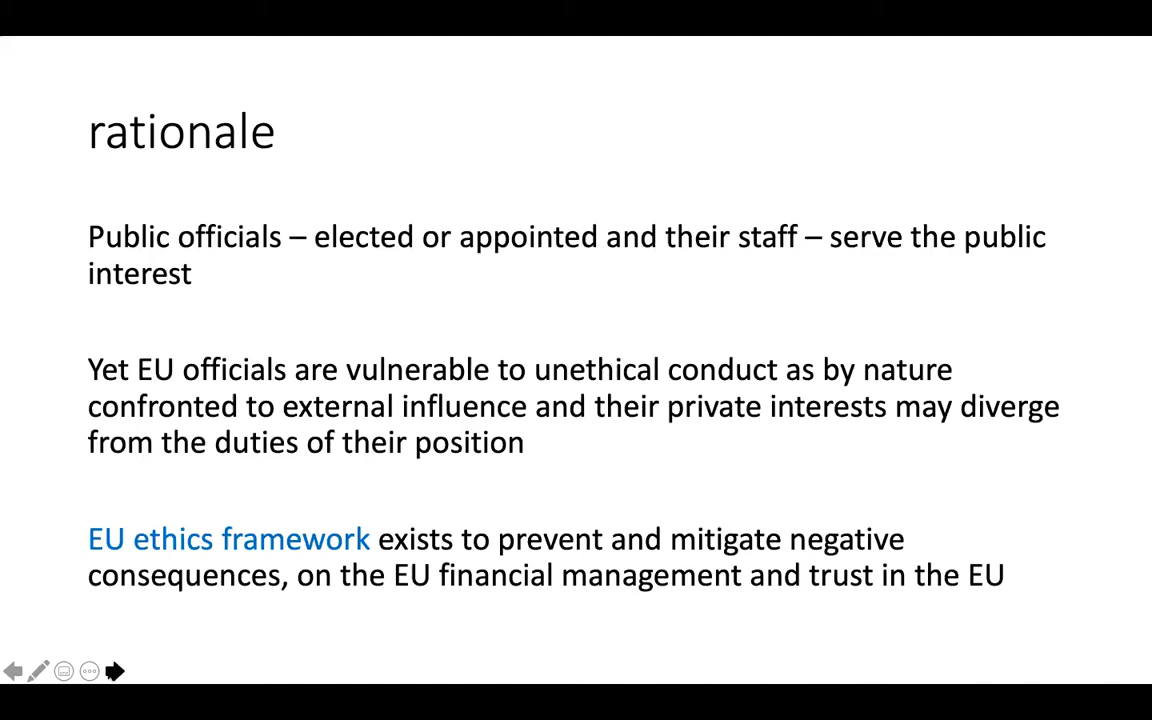 rationale
Public officials – elected or appointed and their staff – serve the public
interest
Yet EU officials are vulnerable to unethical conduct as by nature
confronted to external influence and their private interests may diverge
from the duties of their position
EU ethics framework exists to prevent and mitigate negative
consequences, on the EU financial management and trust in the EU